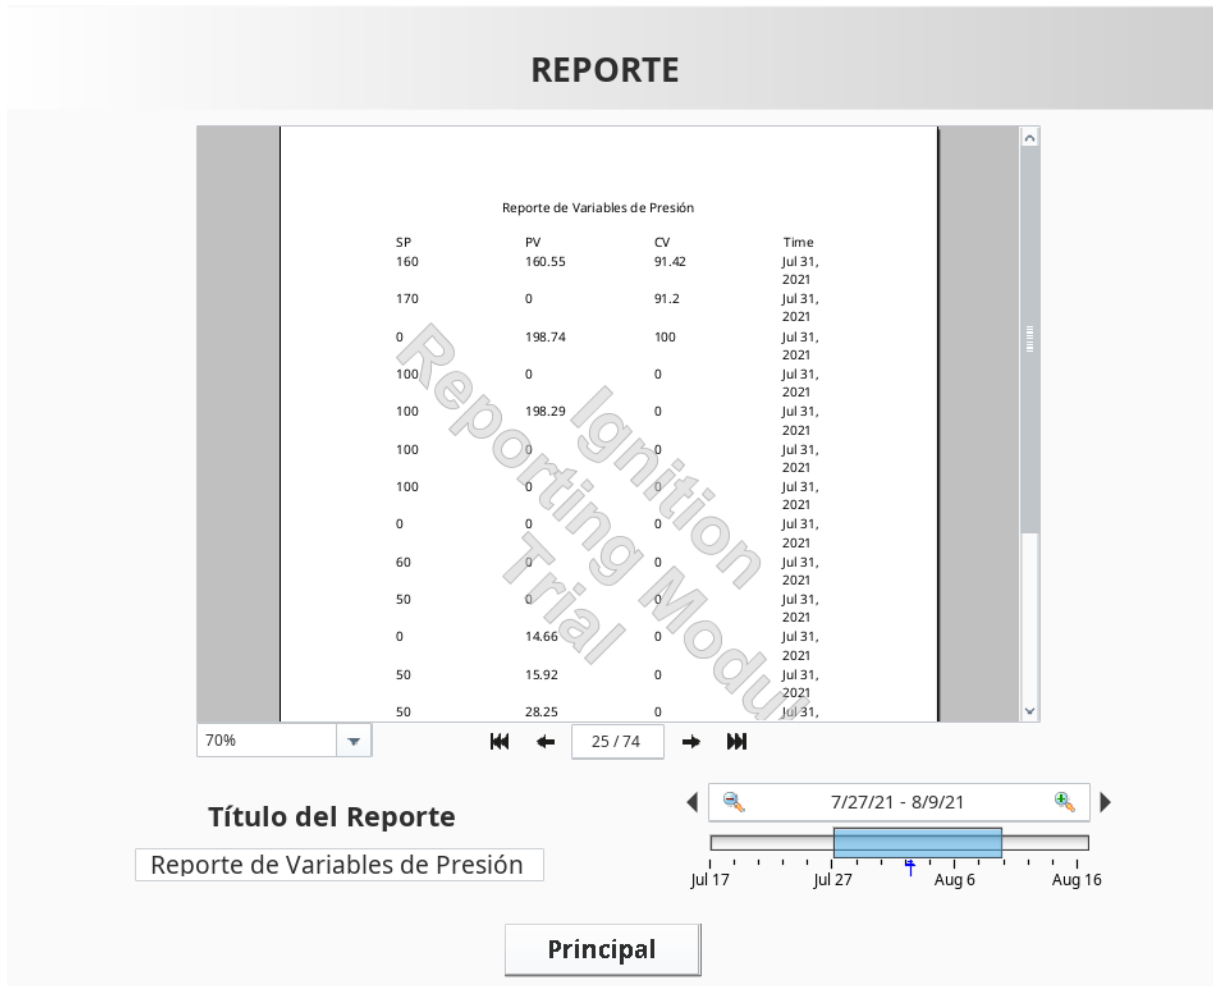 REPORTE
Reporte de Variables de Presión
SP PV CV Time
160 160.55 91.42 Jul 31,
2021
170 0 91.2 Jul 31,
2021
0 198.74 100 Jul 31,
2021
100 0 0 Jul 31,
2021
100 198.29 0 Jul 31,
2021
100 0 0 Jul 31,
2021
100 0 0 Jul 31,
2021
0 0 0 Jul 31,
2021
60 0 0 Jul 31,
2021
50 0 0 Jul 31,
2021
0 14.66 0 Jul 31,
2021
50 15.92 0 Jul 31,
2021
50 28.25 0 Jul 31,
Ignition
Reporting Modul
Trial
70% 25 / 74
7/27/21 - 8/9/21
Título del Reporte
Reporte de Variables de Presión
Jul 17 Jul 27 Aug 6 Aug 16
Principal